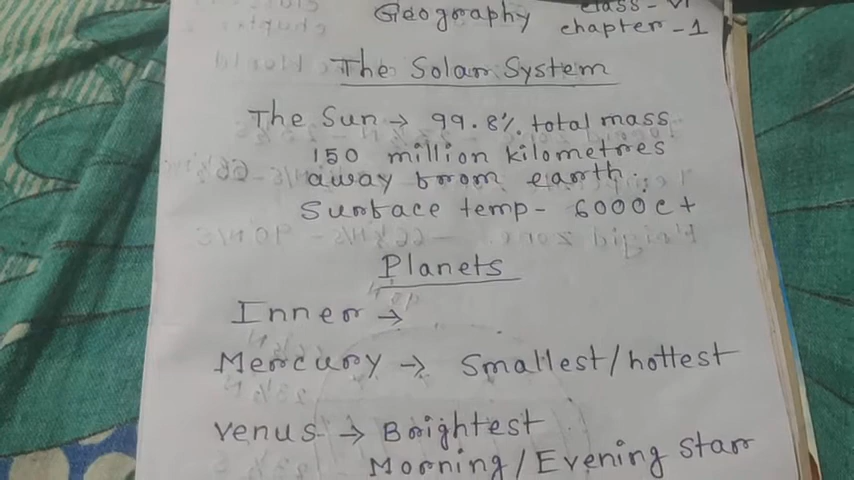 Geography class - VI
chapter - 1
The Solar System
The Sun → 99.8% total mass
150 million kilometres
away from earth.
Surface temp - 6000c +
Planets
Inner →
Mercury → Smallest/hottest
Venus → Brightest
Morning/Evening Starr